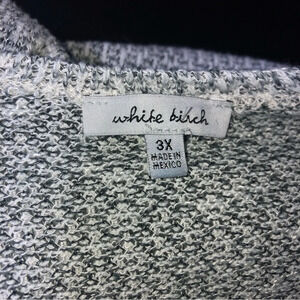 white birch
3X
MADE IN
MEXICO